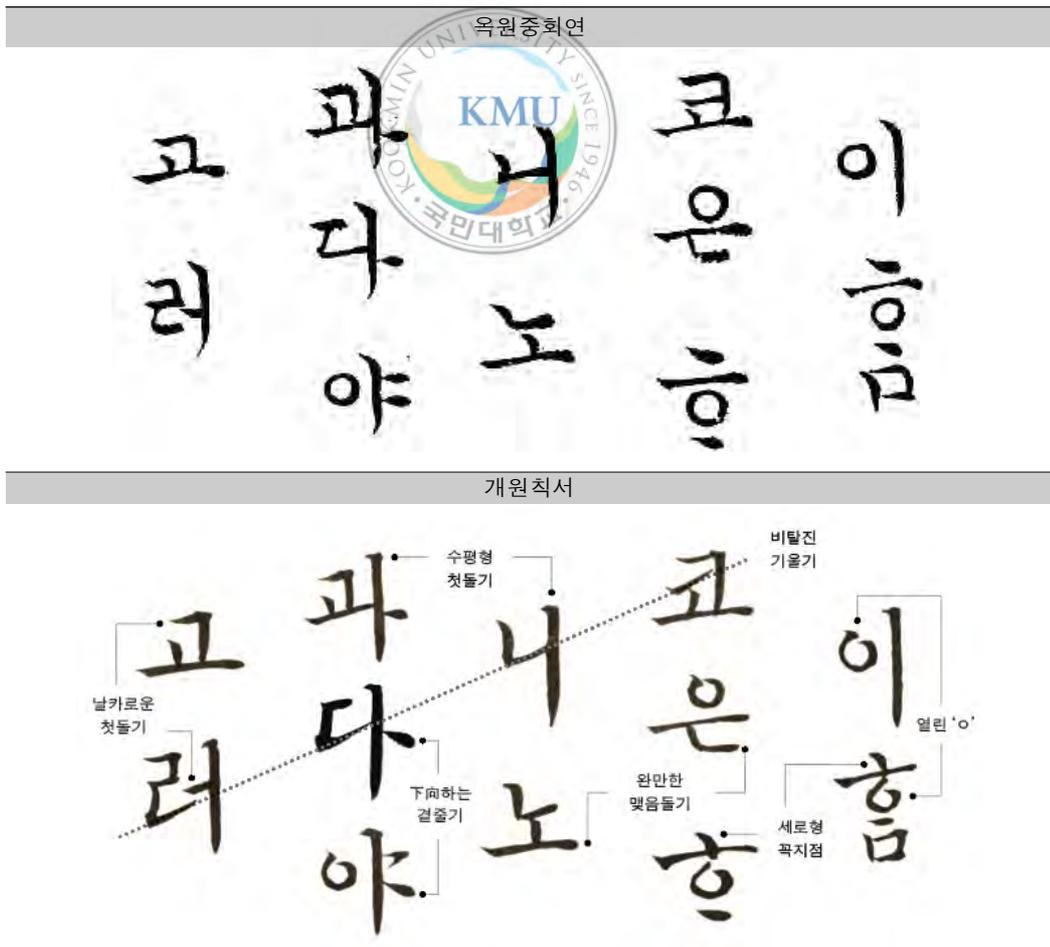 옥원중회연
KOOKMIN UNIVERSITY SINCE 1946
KMU
국민대학교
고 과 니 코 이
러 다 노 은 흠
야 흥
개원칙서
수평형
첫돌기
비탈진
기울기
고 과 니 코 이
날카로운
첫돌기
열린 'ㅇ'
러 다 노 은 흠
下向하는
곁줄기
완만한
맺음돌기
세로형
꼭지점
야 흥